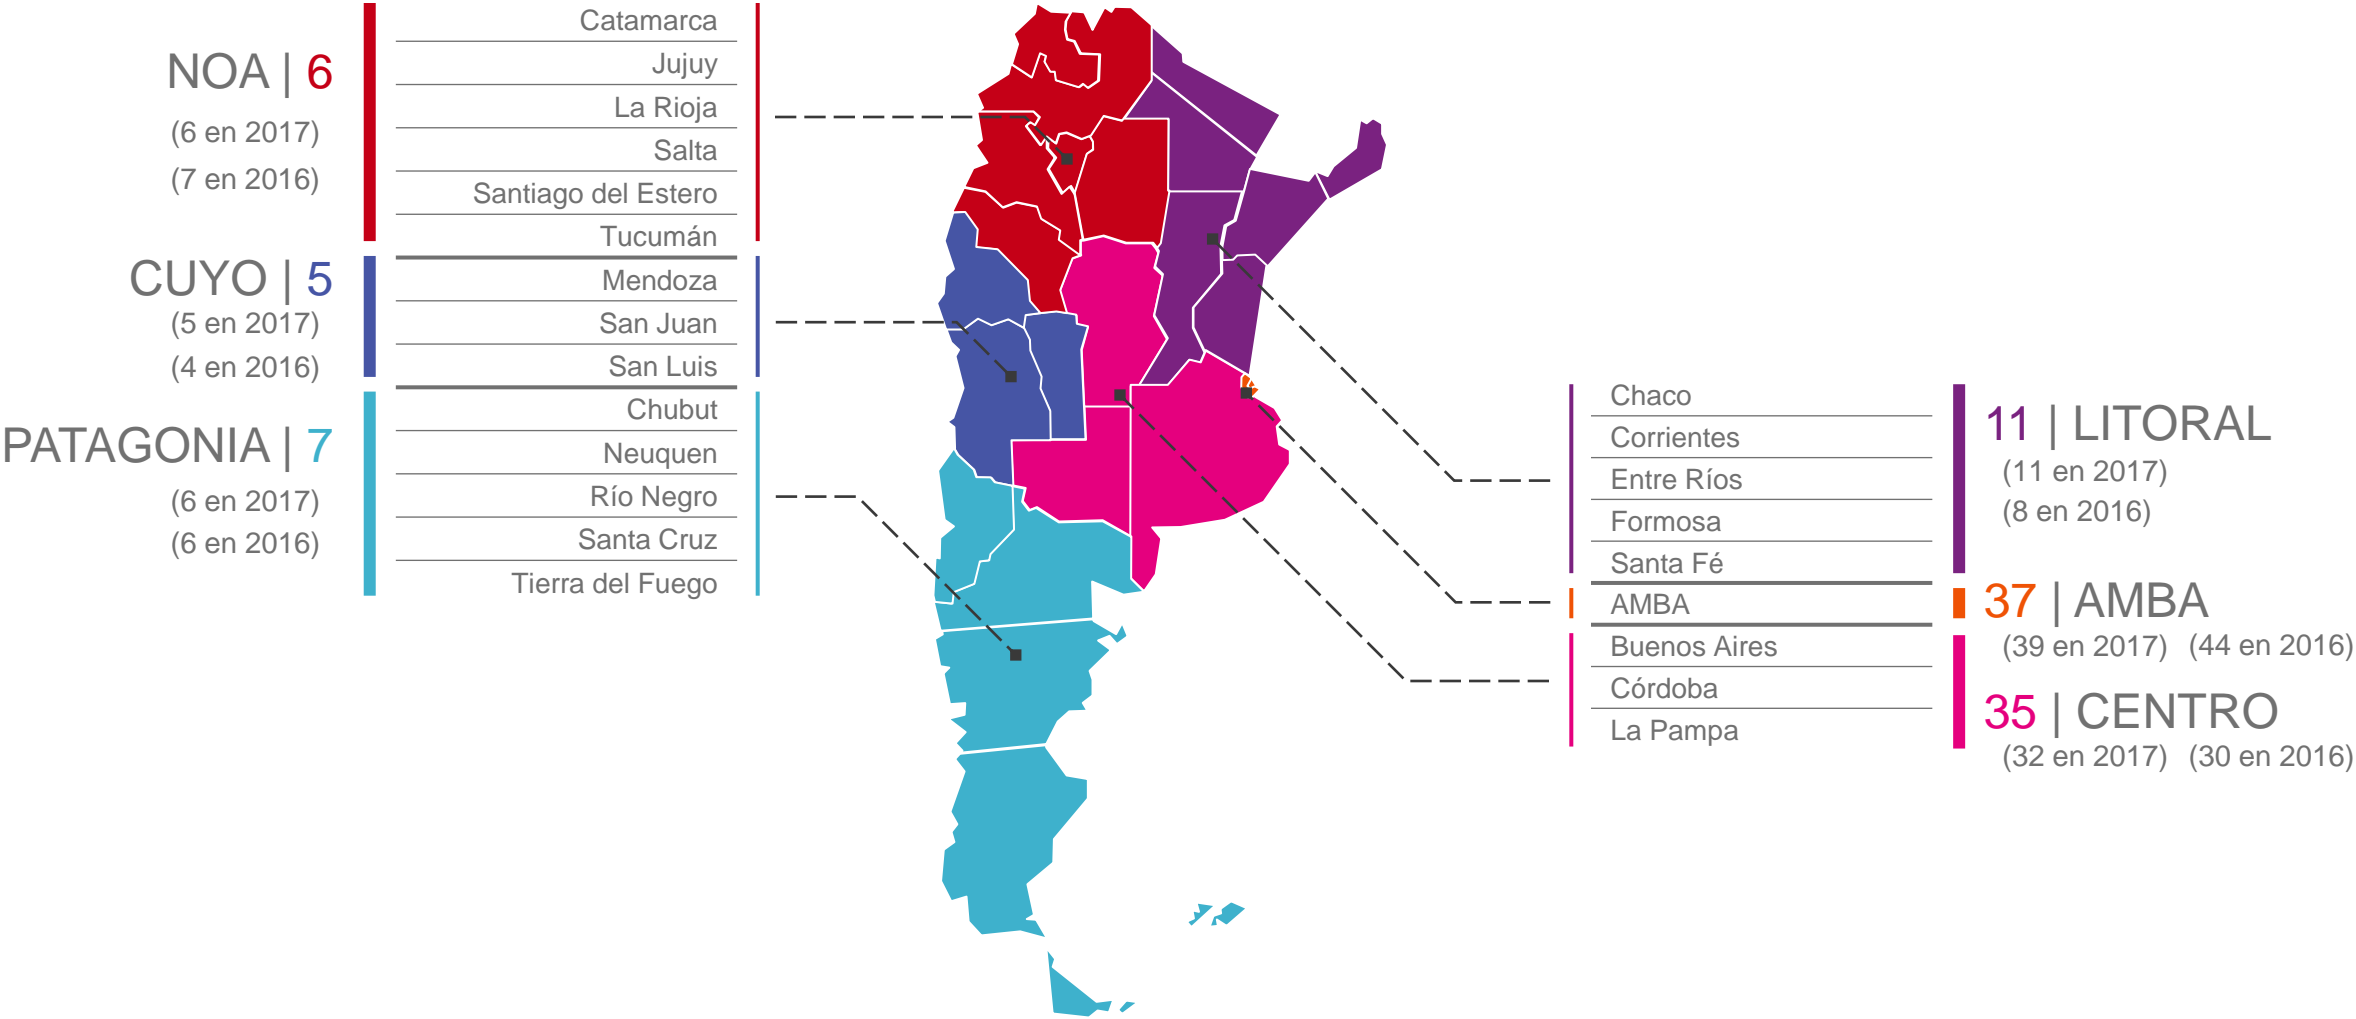 NOA | 6
(6 en 2017)
(7 en 2016)
Catamarca
Jujuy
La Rioja
Salta
Santiago del Estero
Tucumán
CUYO | 5
(5 en 2017)
(4 en 2016)
Mendoza
San Juan
San Luis
PATAGONIA | 7
(6 en 2017)
(6 en 2016)
Chubut
Neuquen
Río Negro
Santa Cruz
Tierra del Fuego
Chaco
Corrientes
Entre Ríos
Formosa
Santa Fé
11 | LITORAL
(11 en 2017)
(8 en 2016)
AMBA
37 | AMBA
(39 en 2017) (44 en 2016)
Buenos Aires
Córdoba
La Pampa
35 | CENTRO
(32 en 2017) (30 en 2016)